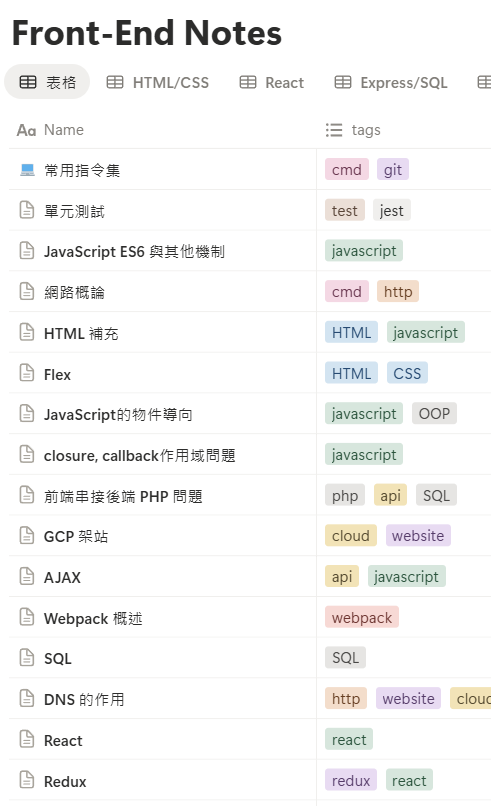 Front-End Notes
表格 HTML/CSS React Express/SQL
Aa Name tags
常用指令集 cmd git
單元測試 test jest
JavaScript ES6 與其他機制 javascript
網路概論 cmd http
HTML 補充 HTML javascript
Flex HTML CSS
JavaScript的物件導向 javascript OOP
closure, callback作用域問題 javascript
前端串接後端 PHP 問題 php api SQL
GCP 架站 cloud website
AJAX api javascript
Webpack 概述 webpack
SQL SQL
DNS 的作用 http website cloud
React react
Redux redux react